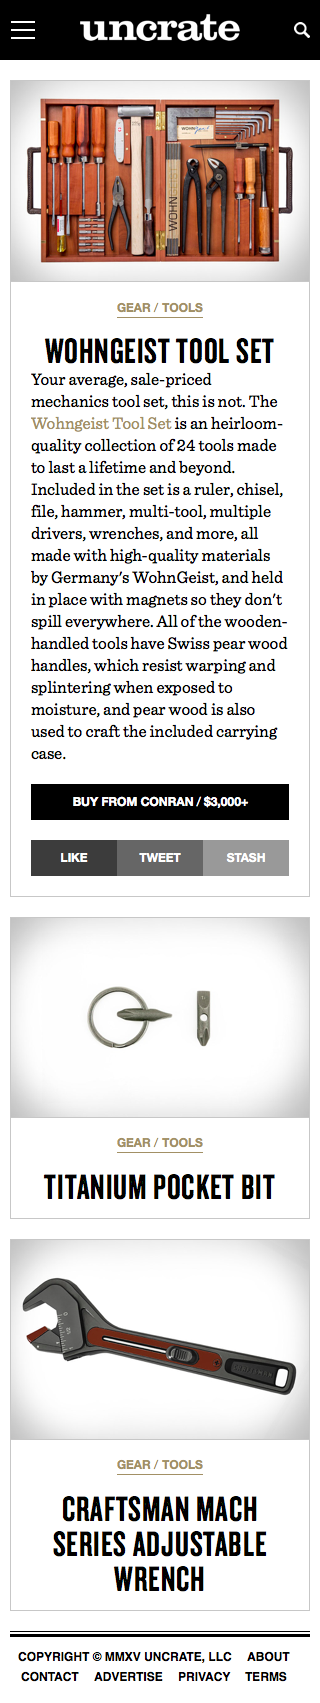 uncrate
WOHNGEIST
WOHN
GEAR / TOOLS
WOHNGEIST TOOL SET
Your average, sale-priced
mechanics tool set, this is not. The
Wohngeist Tool Set is an heirloom-
quality collection of 24 tools made
to last a lifetime and beyond.
Included in the set is a ruler, chisel,
file, hammer, multi-tool, multiple
drivers, wrenches, and more, all
made with high-quality materials
by Germany's WohnGeist, and held
in place with magnets so they don't
spill everywhere. All of the wooden-
handled tools have Swiss pear wood
handles, which resist warping and
splintering when exposed to
moisture, and pear wood is also
used to craft the included carrying
case.
BUY FROM CONRAN / $3,000+
LIKE TWEET STASH
GEAR / TOOLS
TITANIUM POCKET BIT
GEAR / TOOLS
CRAFTSMAN MACH
SERIES ADJUSTABLE
WRENCH
COPYRIGHT © MMXV UNCRATE, LLC ABOUT
CONTACT ADVERTISE PRIVACY TERMS